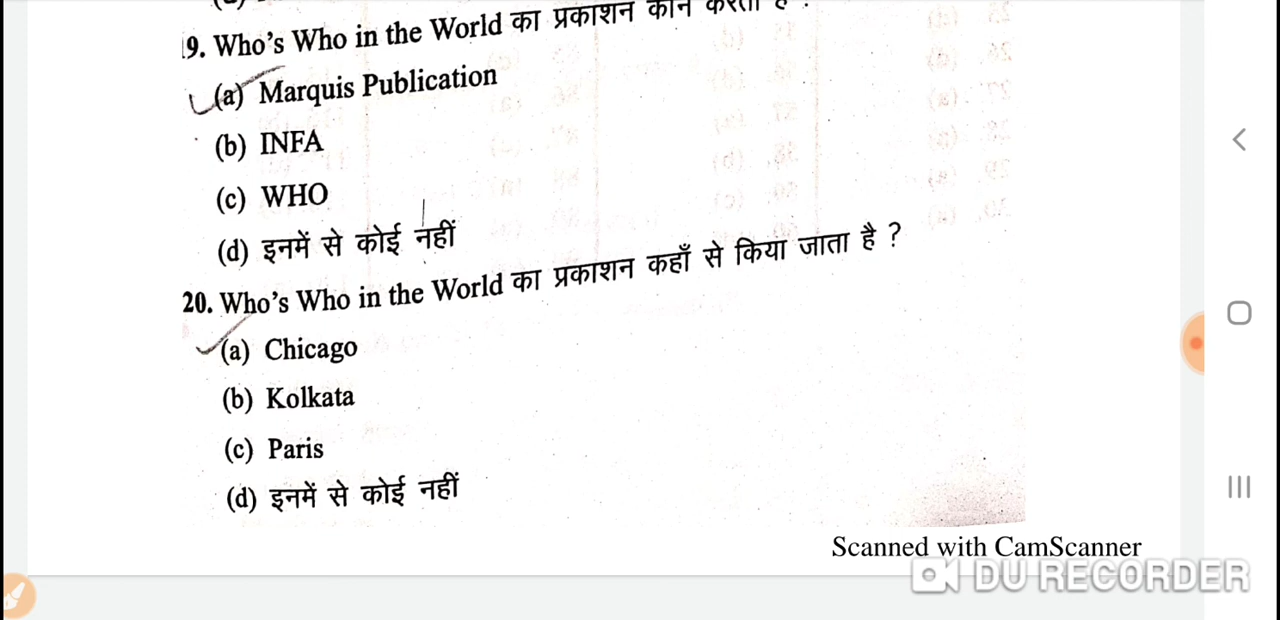 19. Who's Who in the World का प्रकाशन कौन करता है ?
(a) Marquis Publication
(b) INFA
(c) WHO
(d) इनमें से कोई नहीं
20. Who's Who in the World का प्रकाशन कहाँ से किया जाता है ?
(a) Chicago
(b) Kolkata
(c) Paris
(d) इनमें से कोई नहीं
Scanned with CamScanner
DU RECORDER